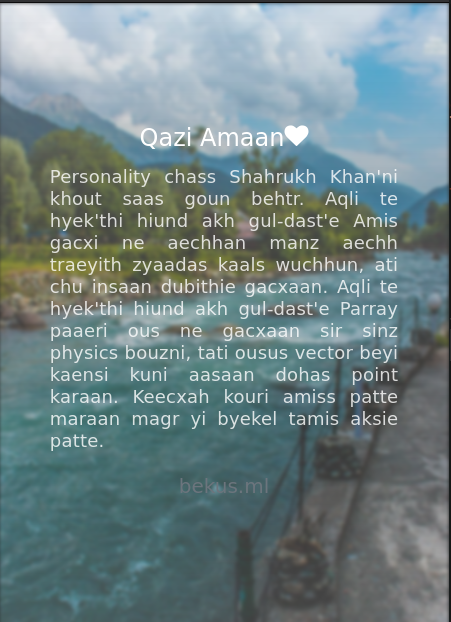 Qazi Amaan🖤
Personality chass Shahrukh Khan'ni
khout saas goun behtr. Aqli te
hyek'thi hiund akh gul-dast'e Amis
gacxi ne aechhan manz aechh
traeyith zyaadas kaals wuchhun, ati
chu insaan dubithie gacxaan. Aqli te
hyek'thi hiund akh gul-dast'e Parray
paaeri ous ne gacxaan sir sinz
physics bouzni, tati ousus vector beyi
kaensi kuni aasaan dohas point
karaan. Keecxah kouri amiss patte
maraan magr yi byekel tamis aksie
patte.